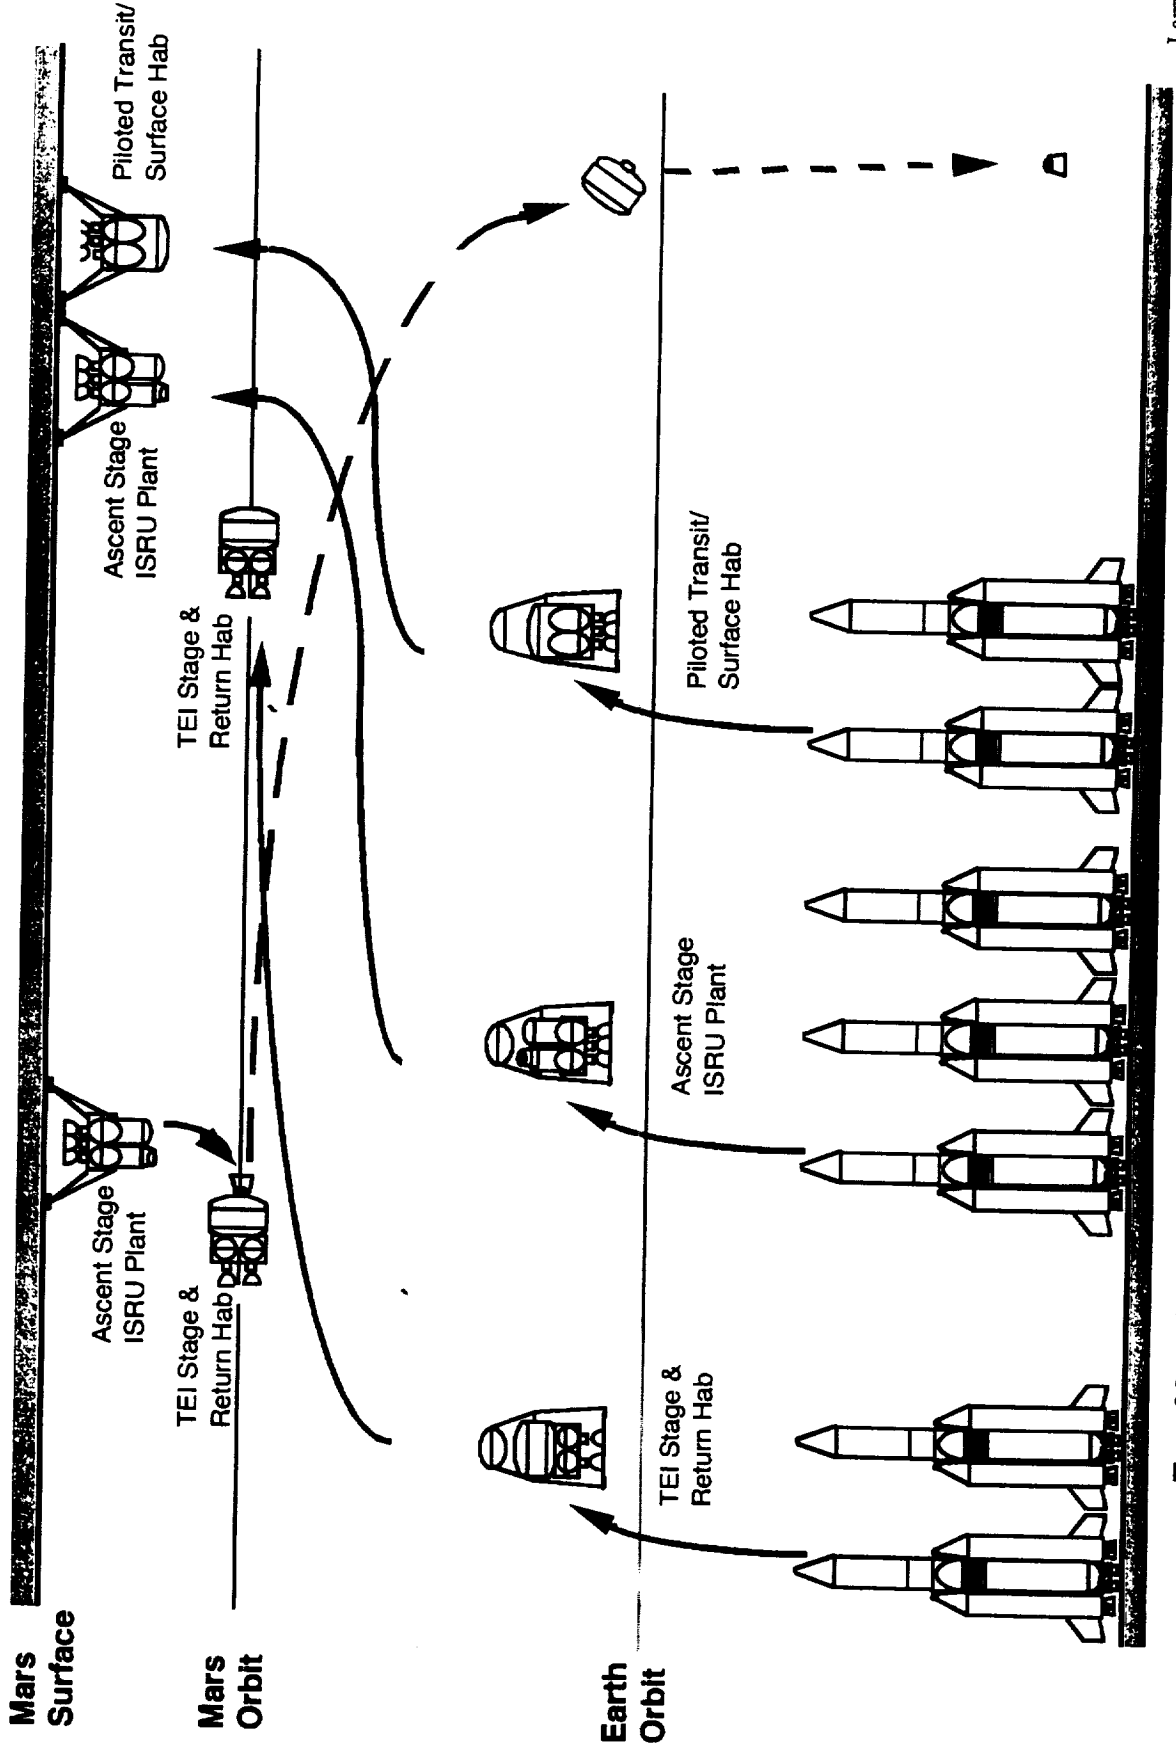 Mars
Surface
Ascent Stage
ISRU Plant
Ascent Stage
ISRU Plant
Piloted Transit/
Surface Hab
Mars
Orbit
TEI Stage &
Return Hab
TEI Stage &
Return Hab
Earth
Orbit
TEI Stage &
Return Hab
Ascent Stage
ISRU Plant
Piloted Transit/
Surface Hab